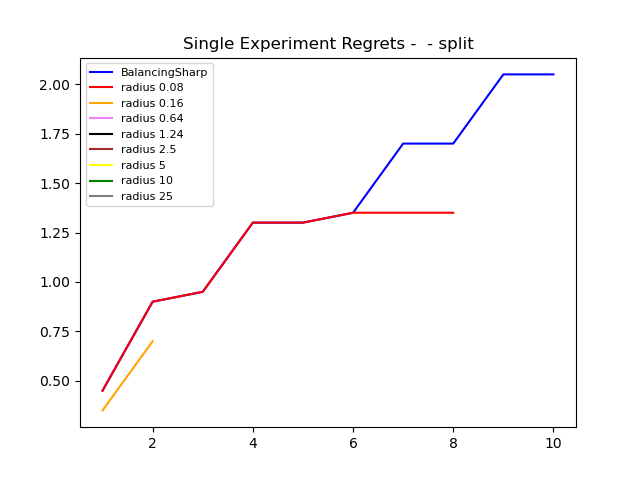 Single Experiment Regrets -  - split
BalancingSharp
radius 0.08
radius 0.16
radius 0.64
radius 1.24
radius 2.5
radius 5
radius 10
radius 25
2.00
1.75
1.50
1.25
1.00
0.75
0.50
2 4 6 8 10